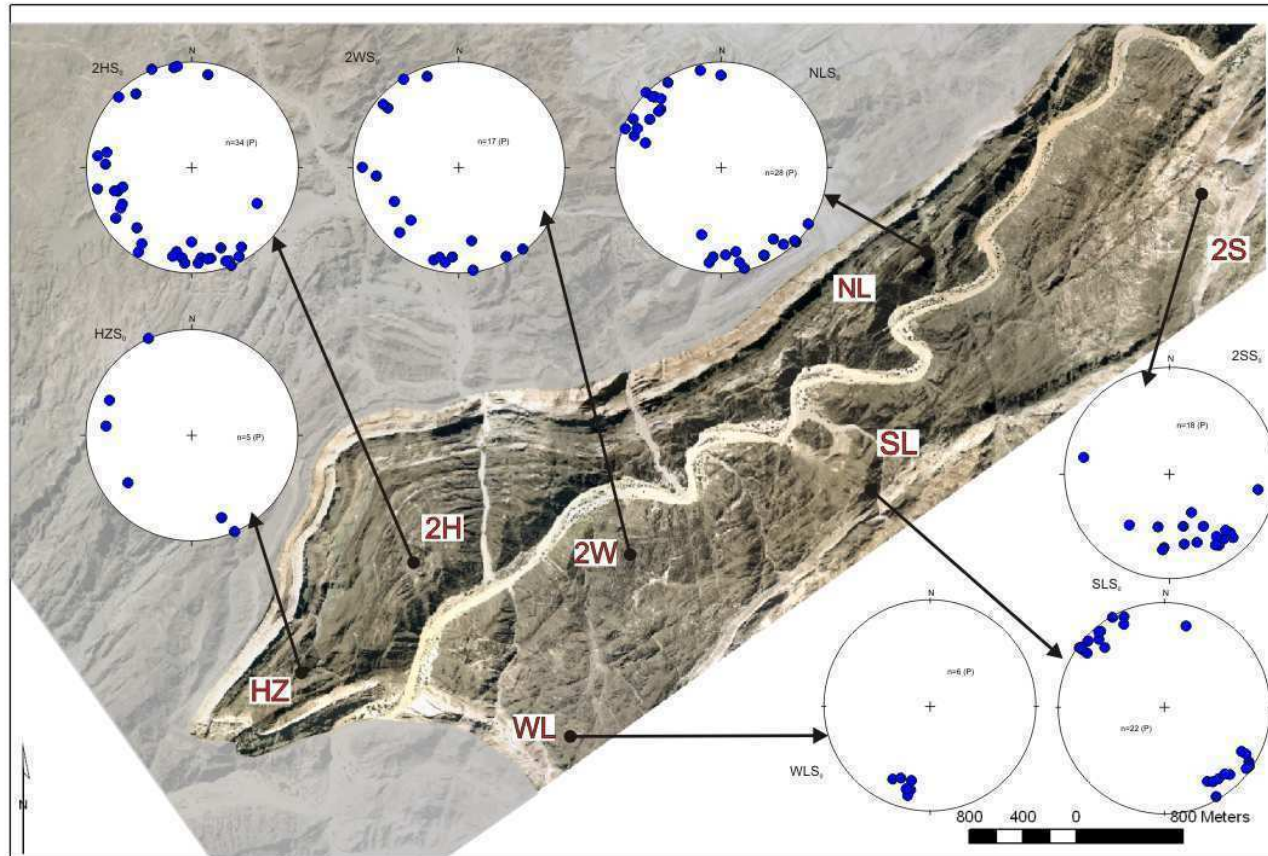 N
2HS₀
n=34 (P)
N
2WS₀
n=17 (P)
N
NLS₀
n=28 (P)
N
HZS₀
n=5 (P)
NL
2S
N
2SS₀
n=18 (P)
SL
2H
2W
HZ
WL
N
n=6 (P)
WLS₀
N
SLS₀
n=22 (P)
N
800 400 0 800 Meters